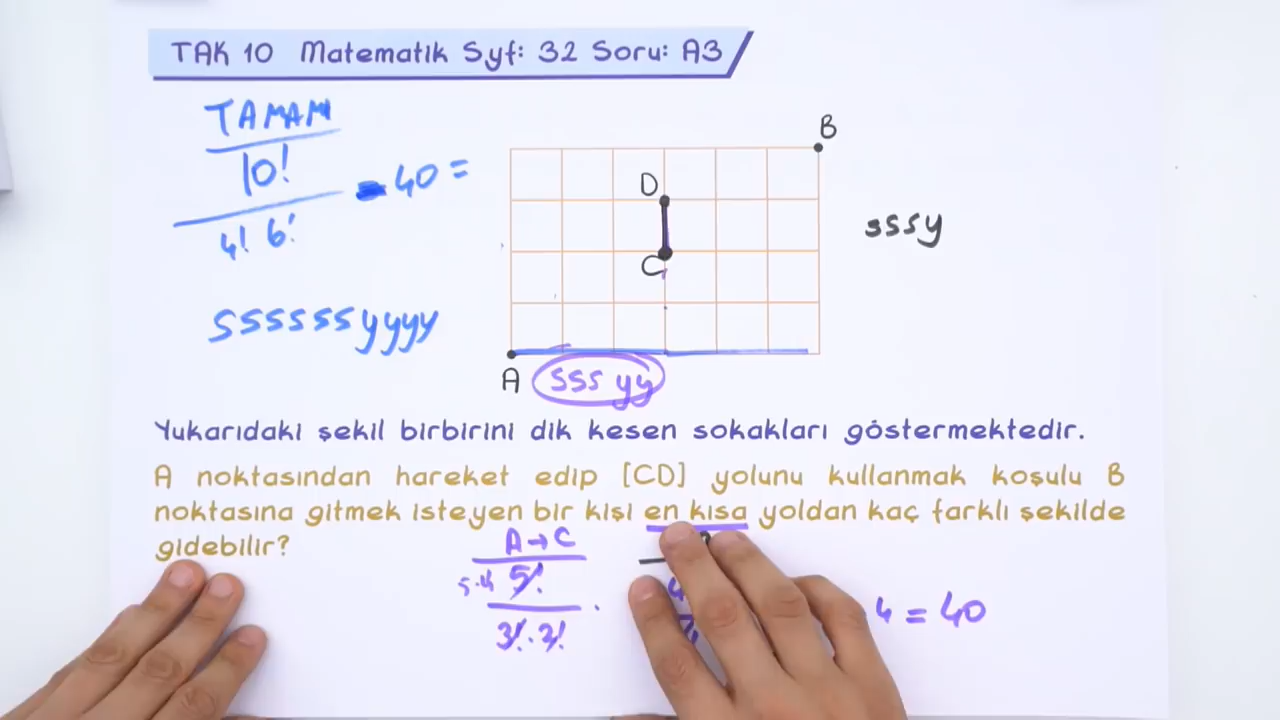 TAK 10 Matematik Syf: 32 Soru: A3
TAMAM
10!
4! 6!
- 40 =
ssssssyyyy
B
D
C
sssy
A
sss yy
Yukarıdaki şekil birbirini dik kesen sokakları göstermektedir.
A noktasından hareket edip [CD] yolunu kullanmak koşulu B
noktasına gitmek isteyen bir kişi en kısa yoldan kaç farklı şekilde
gidebilir?
A→C
5.4 5!
3! . 2!
.
4 = 40